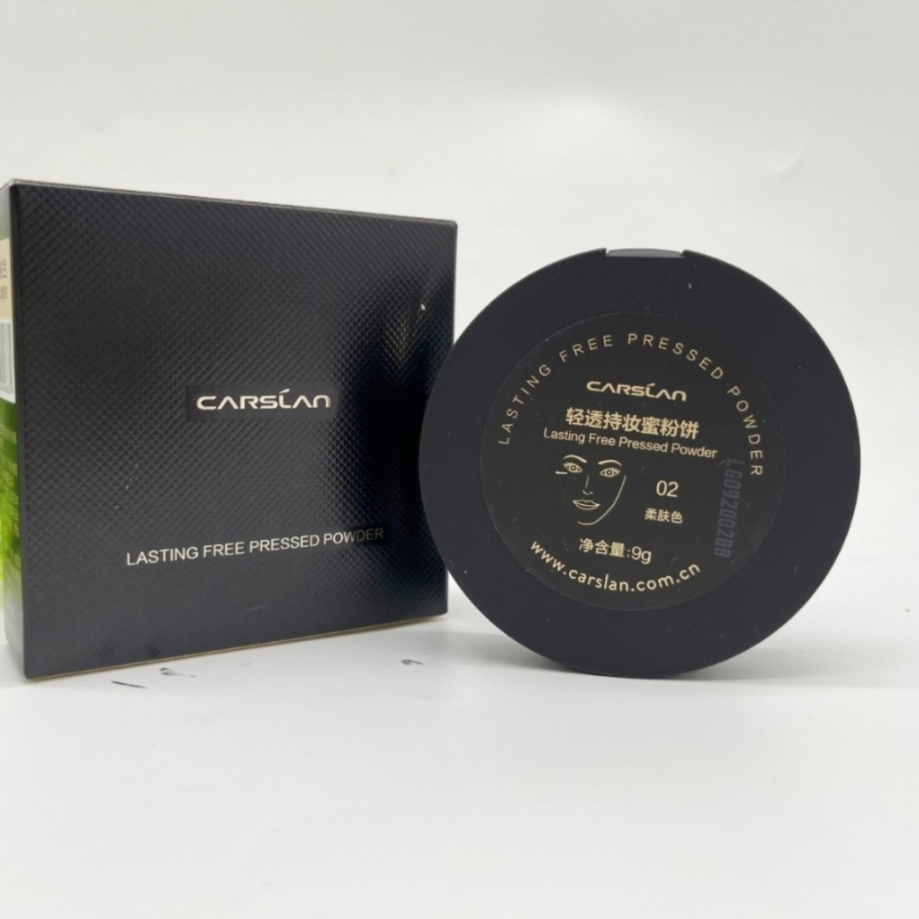 CARSLAN
LASTING FREE PRESSED POWDER
LASTING FREE PRESSED POWDER
CARSLAN
轻透持妆蜜粉饼
Lasting Free Pressed Powder
02
柔肤色
净含量:9g
www.carslan.com.cn